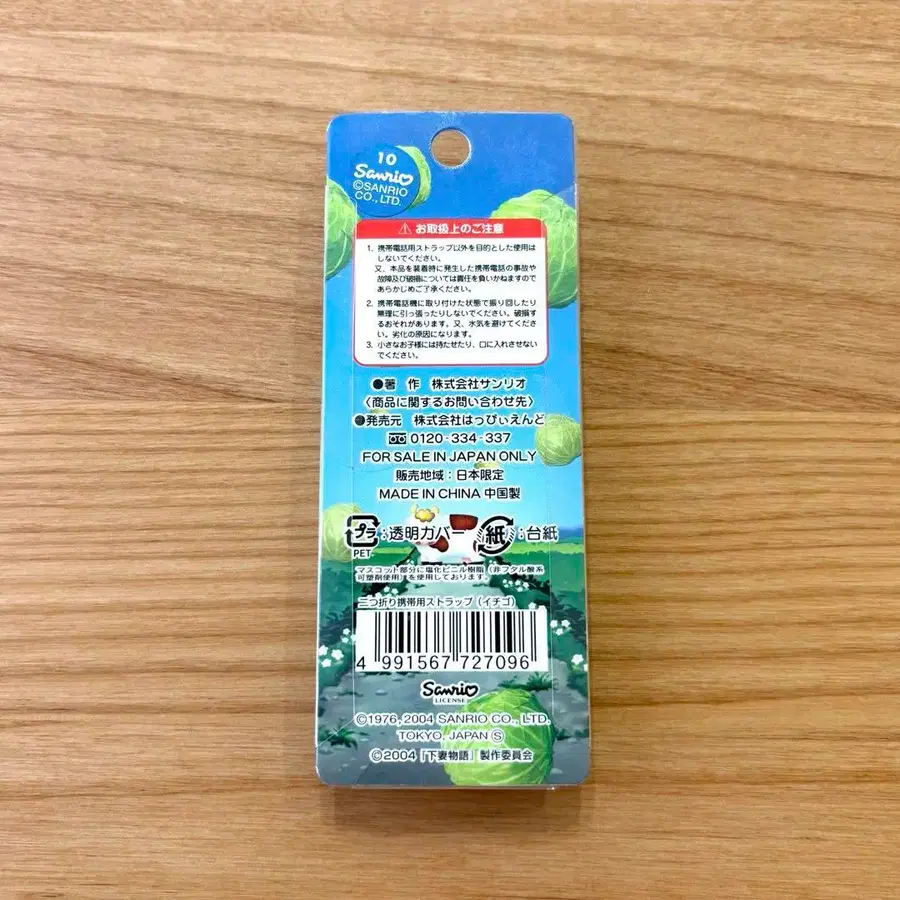 10
Sanrio
©SANRIO
CO., LTD.
⚠ お取扱上のご注意
1. 携帯電話用ストラップ以外を目的とした使用は
しないでください。
又、本品を装着時に発生した携帯電話の事故や
故障及び破損については責任を負いかねますので
あらかじめご了承ください。
2. 携帯電話機に取り付けた状態で振り回したり
無理に引っ張ったりしないでください。破損す
るおそれがあります。又、水気を避けてくださ
い。劣化の原因になります。
3. 小さなお子様には持たせたり、口に入れさせない
でください。
●著 作 株式会社サンリオ
〈商品に関するお問い合わせ先〉
●発売元 株式会社はっぴぃえんど
0120-334-337
FOR SALE IN JAPAN ONLY
販売地域：日本限定
MADE IN CHINA 中国製
プラ：透明カバー 紙：台紙
PET
マスコット部分に塩化ビニル樹脂（非フタル酸系
可塑剤使用）を使用しております。
二つ折り携帯用ストラップ（イチゴ）
4 991567 727096
Sanrio
LICENSE
©1976, 2004 SANRIO CO., LTD.
TOKYO, JAPAN Ⓢ
©2004「下妻物語」製作委員会